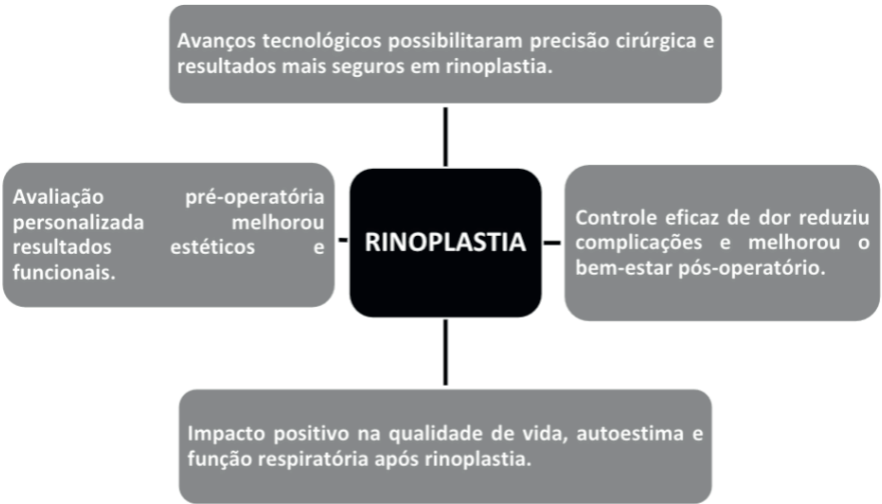 Avanços tecnológicos possibilitaram precisão cirúrgica e
resultados mais seguros em rinoplastia.
Avaliação pré-operatória
personalizada melhorou
resultados estéticos e
funcionais.
RINOPLASTIA
Controle eficaz de dor reduziu
complicações e melhorou o
bem-estar pós-operatório.
Impacto positivo na qualidade de vida, autoestima e
função respiratória após rinoplastia.